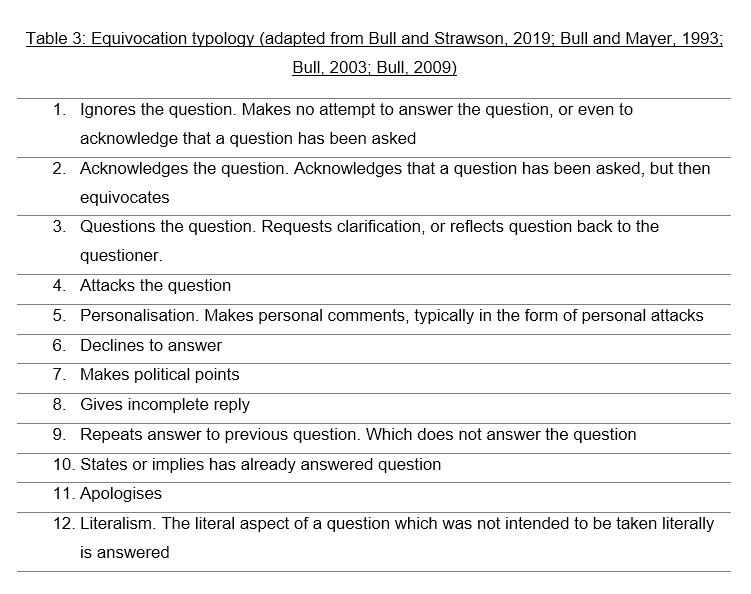 Table 3: Equivocation typology (adapted from Bull and Strawson, 2019; Bull and Mayer, 1993;
Bull, 2003; Bull, 2009)
1. Ignores the question. Makes no attempt to answer the question, or even to
acknowledge that a question has been asked
2. Acknowledges the question. Acknowledges that a question has been asked, but then
equivocates
3. Questions the question. Requests clarification, or reflects question back to the
questioner.
4. Attacks the question
5. Personalisation. Makes personal comments, typically in the form of personal attacks
6. Declines to answer
7. Makes political points
8. Gives incomplete reply
9. Repeats answer to previous question. Which does not answer the question
10. States or implies has already answered question
11. Apologises
12. Literalism. The literal aspect of a question which was not intended to be taken literally
is answered